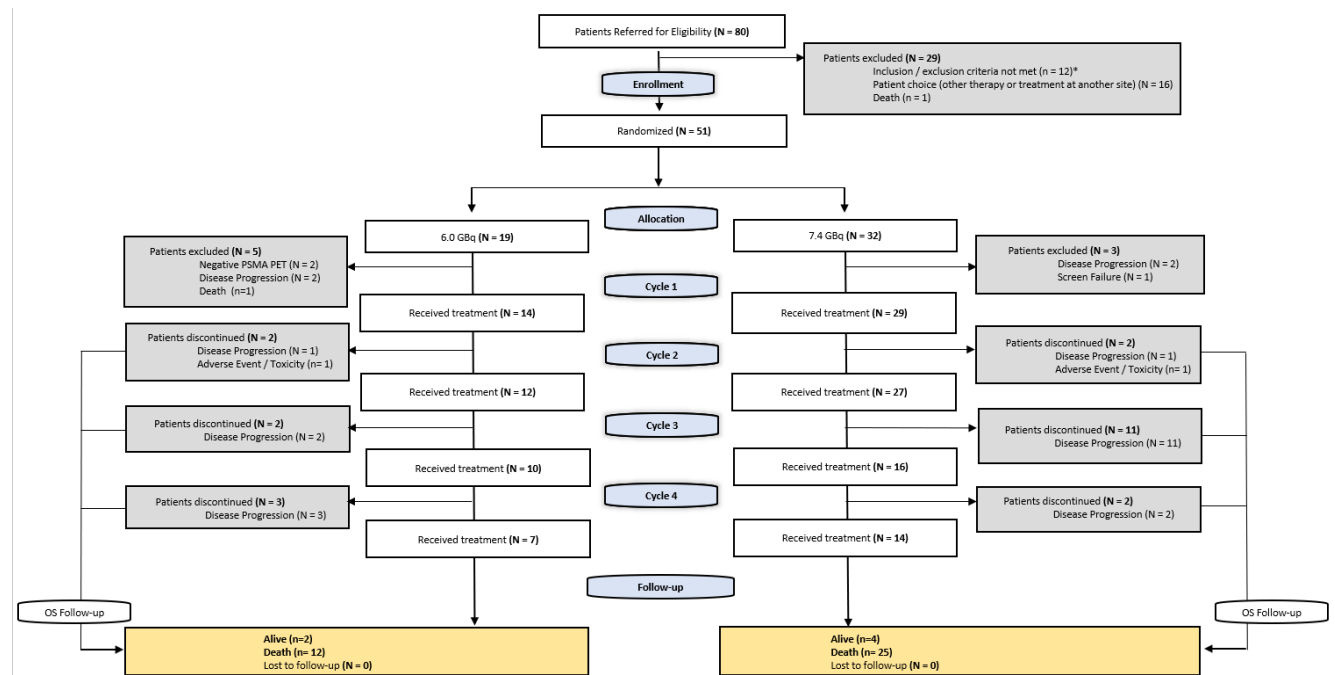 Patients Referred for Eligibility (N = 80)
Patients excluded (N = 29)
Inclusion / exclusion criteria not met (n = 12)*
Patient choice (other therapy or treatment at another site) (N = 16)
Death (n = 1)
Enrollment
Randomized (N = 51)
Allocation
6.0 GBq (N = 19)
7.4 GBq (N = 32)
Patients excluded (N = 5)
Negative PSMA PET (N = 2)
Disease Progression (N = 2)
Death (n=1)
Patients excluded (N = 3)
Disease Progression (N = 2)
Screen Failure (N = 1)
Cycle 1
Received treatment (N = 14)
Received treatment (N = 29)
Patients discontinued (N = 2)
Disease Progression (N = 1)
Adverse Event / Toxicity (n= 1)
Cycle 2
Patients discontinued (N = 2)
Disease Progression (N = 1)
Adverse Event / Toxicity (n= 1)
Received treatment (N = 12)
Received treatment (N = 27)
Patients discontinued (N = 2)
Disease Progression (N = 2)
Cycle 3
Patients discontinued (N = 11)
Disease Progression (N = 11)
Received treatment (N = 10)
Received treatment (N = 16)
Patients discontinued (N = 3)
Disease Progression (N = 3)
Cycle 4
Patients discontinued (N = 2)
Disease Progression (N = 2)
Received treatment (N = 7)
Received treatment (N = 14)
Follow-up
OS Follow-up
OS Follow-up
Alive (n=2)
Death (n= 12)
Lost to follow-up (N = 0)
Alive (n=4)
Death (n= 25)
Lost to follow-up (N = 0)